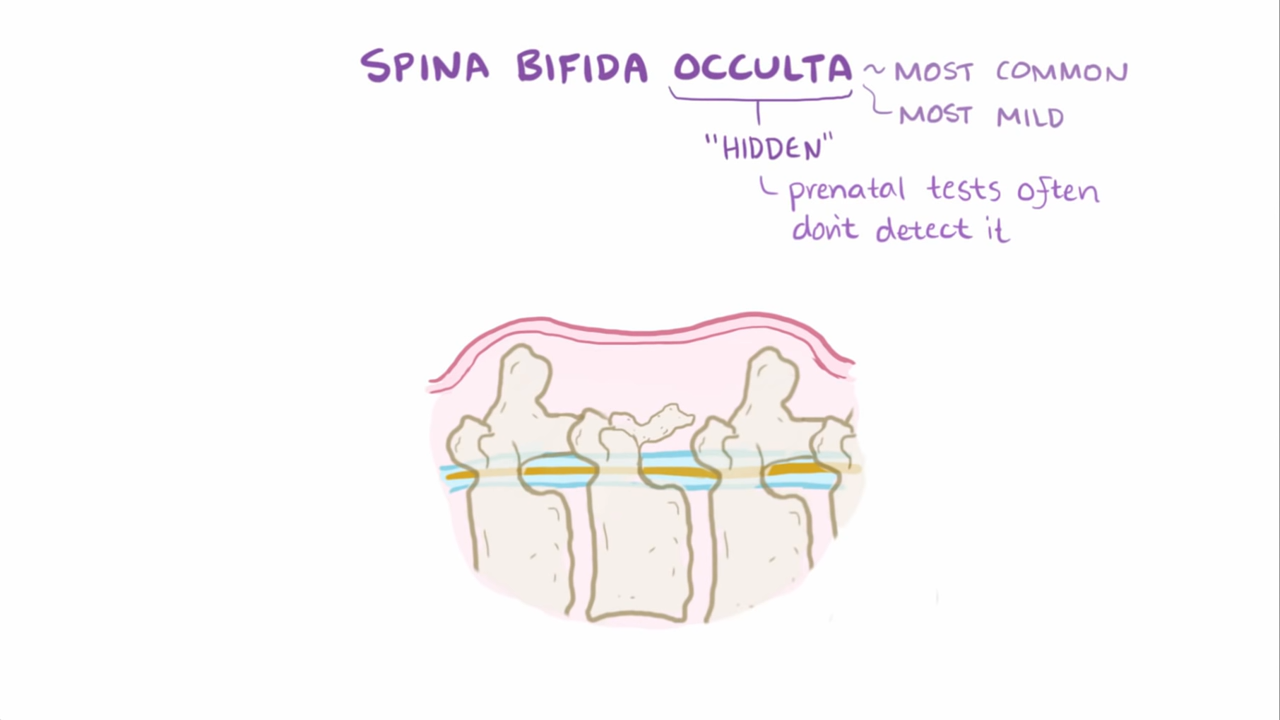 SPINA BIFIDA OCCULTA ~ MOST COMMON
MOST MILD
"HIDDEN"
prenatal tests often
don't detect it